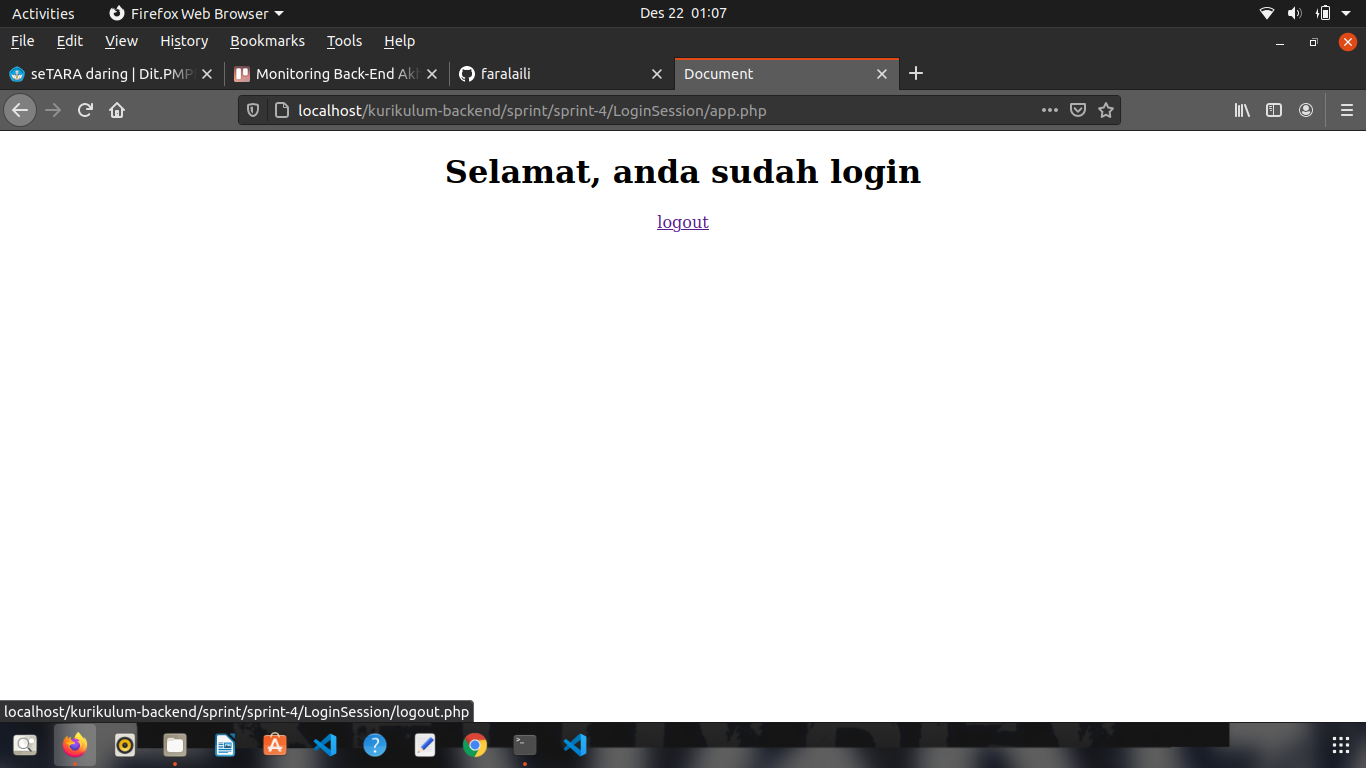 Activities Firefox Web Browser Des 22 01:07
File Edit View History Bookmarks Tools Help
seTARA daring | Dit.PMP Monitoring Back-End Ak faralaili Document
localhost/kurikulum-backend/sprint/sprint-4/LoginSession/app.php
Selamat, anda sudah login
logout
localhost/kurikulum-backend/sprint/sprint-4/LoginSession/logout.php